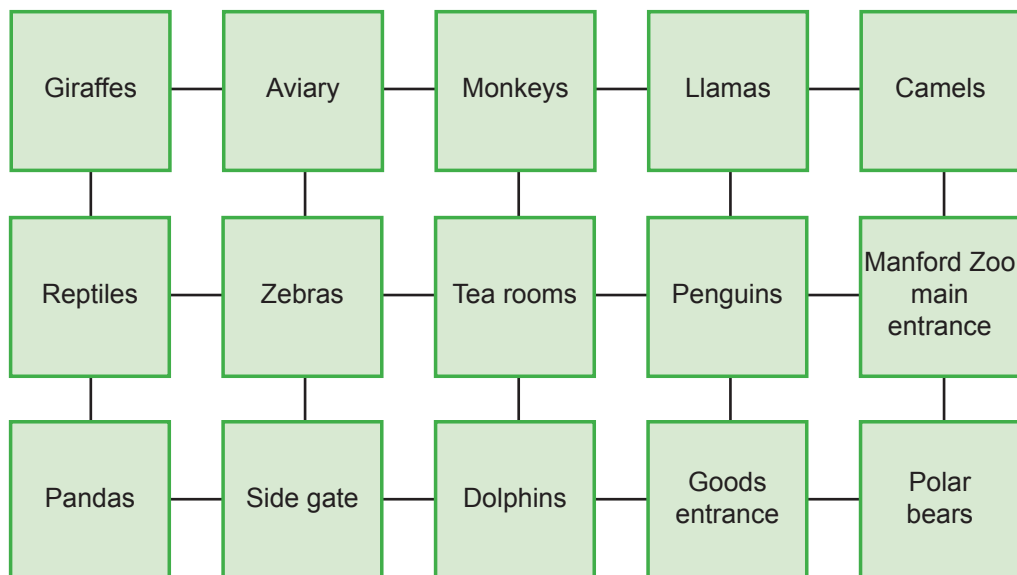 Giraffes
Aviary
Monkeys
Llamas
Camels
Reptiles
Zebras
Tea rooms
Penguins
Manford Zoo
main
entrance
Pandas
Side gate
Dolphins
Goods
entrance
Polar
bears